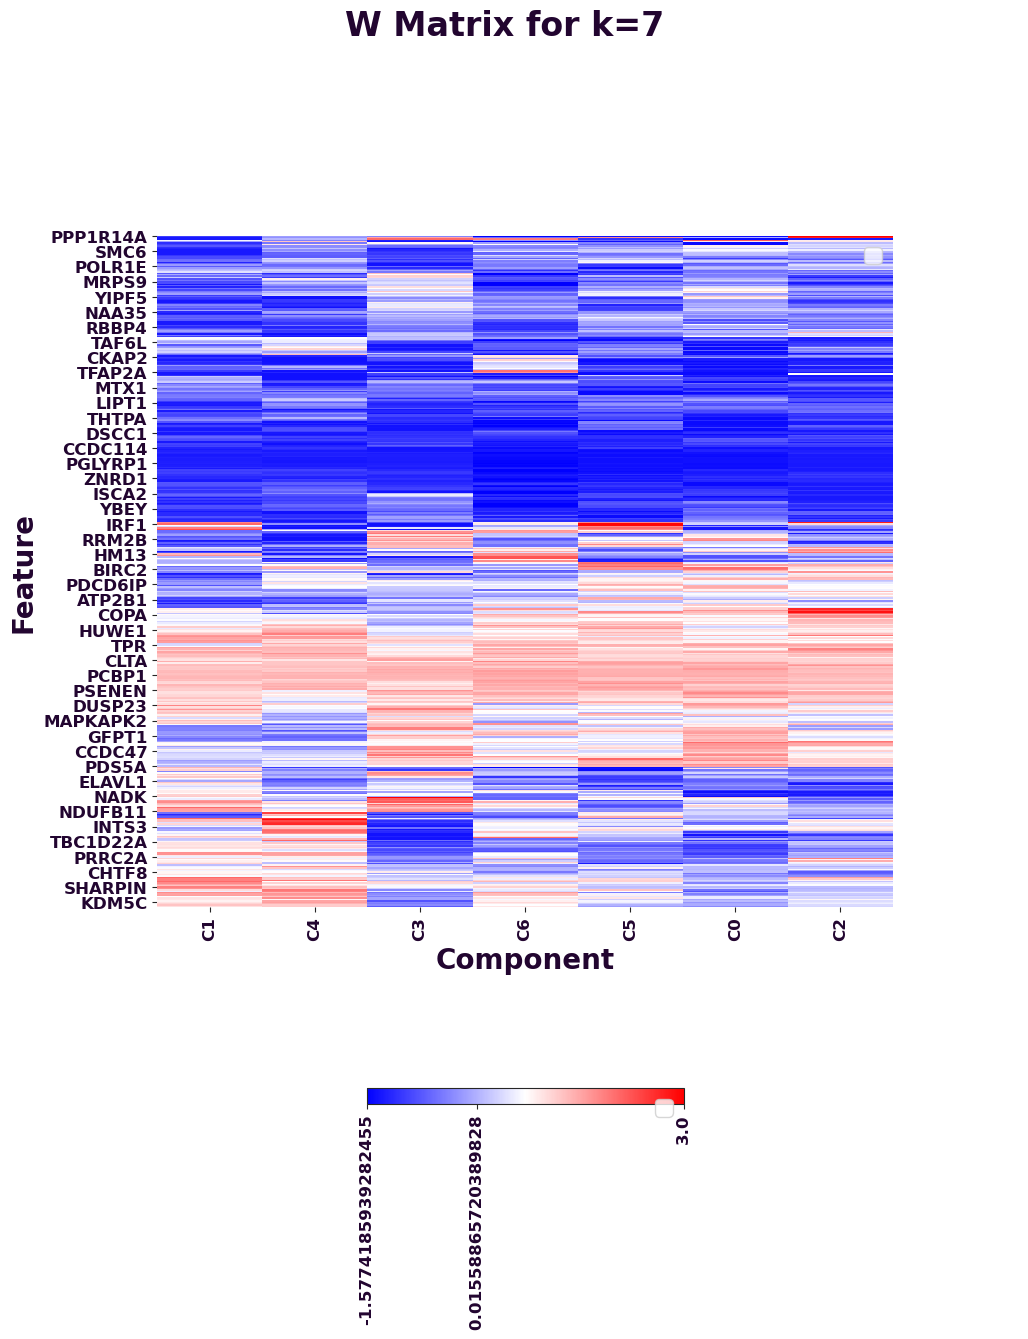 W Matrix for k=7
PPP1R14A
SMC6
POLR1E
MRPS9
YIPF5
NAA35
RBBP4
TAF6L
CKAP2
TFAP2A
MTX1
LIPT1
THTPA
DSCC1
CCDC114
PGLYRP1
ZNRD1
ISCA2
YBEY
IRF1
RRM2B
HM13
BIRC2
PDCD6IP
ATP2B1
COPA
HUWE1
TPR
CLTA
PCBP1
PSENEN
DUSP23
MAPKAPK2
GFPT1
CCDC47
PDS5A
ELAVL1
NADK
NDUFB11
INTS3
TBC1D22A
PRRC2A
CHTF8
SHARPIN
KDM5C
Feature
C1
C4
C3
C6
C5
C0
C2
Component
-1.5774185939282455
0.01558865720389828
3.0